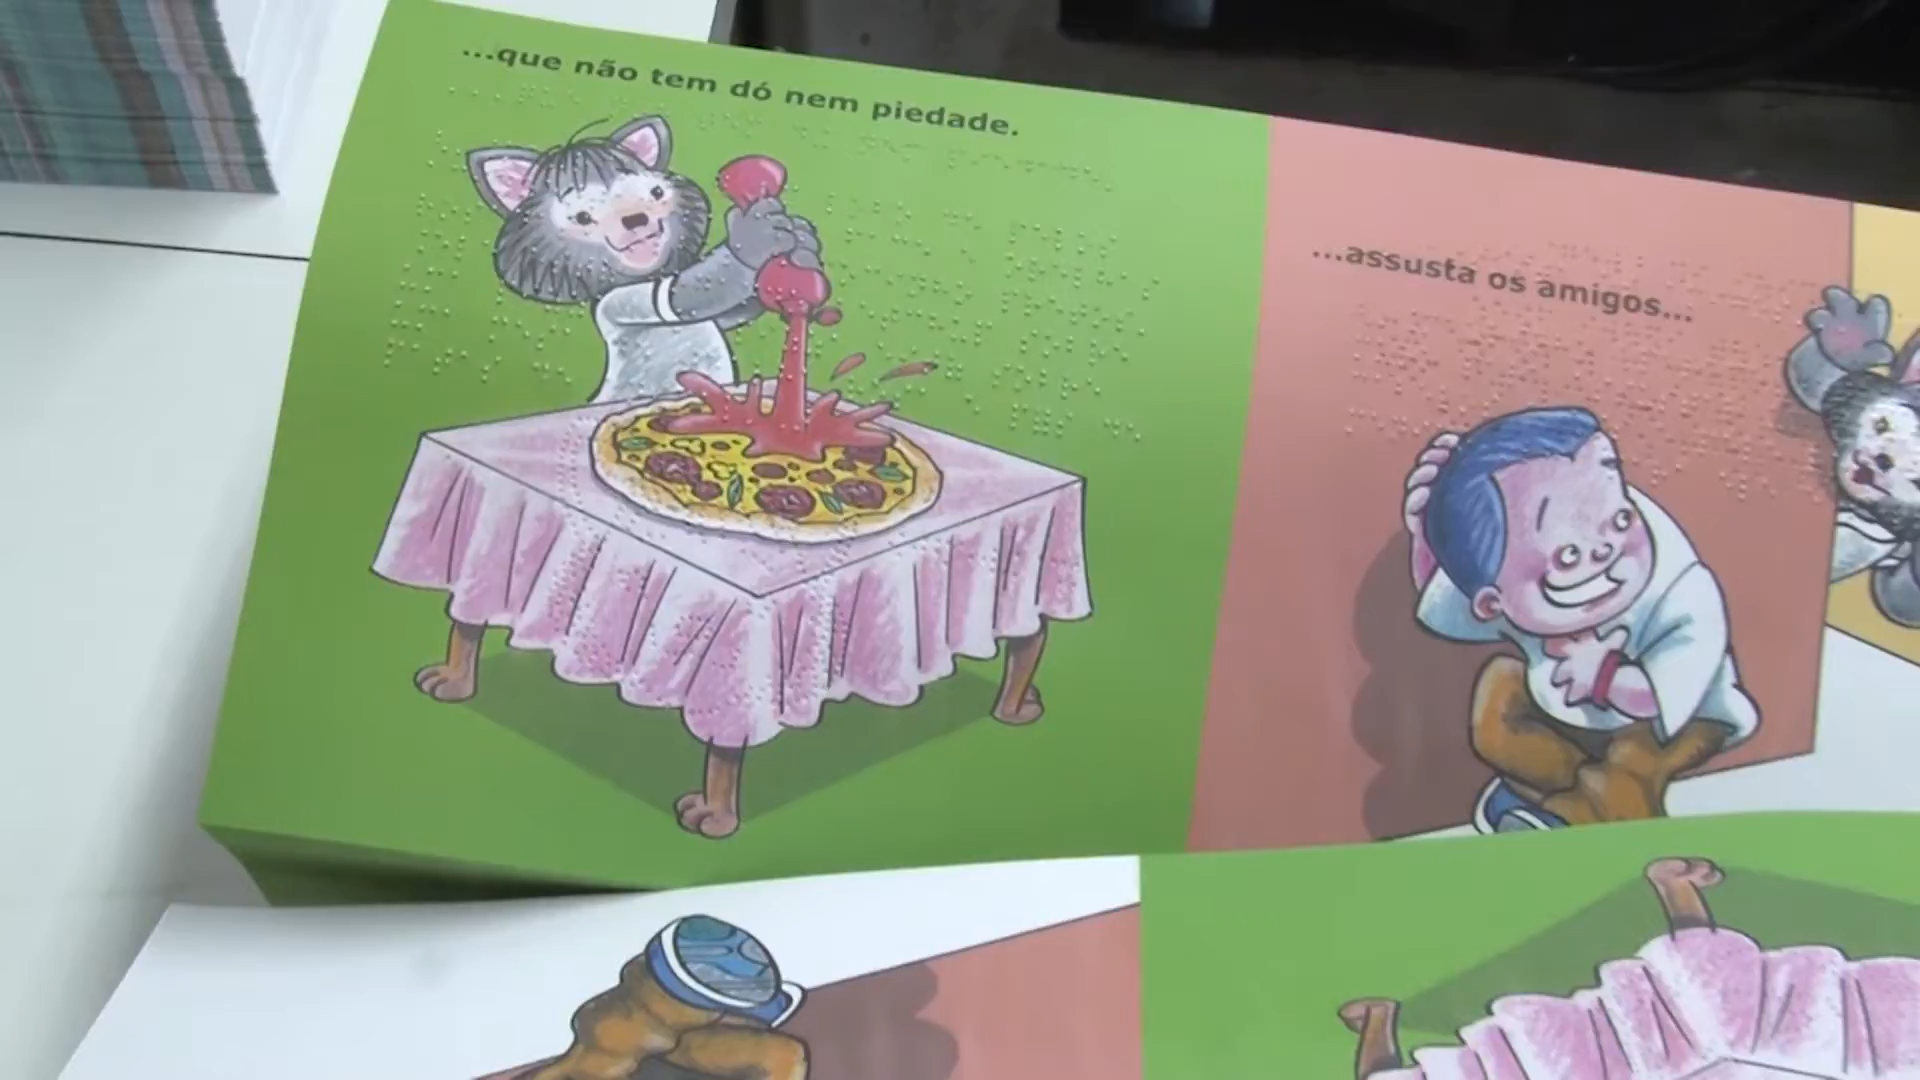 ...que não tem dó nem piedade.
...assusta os amigos...